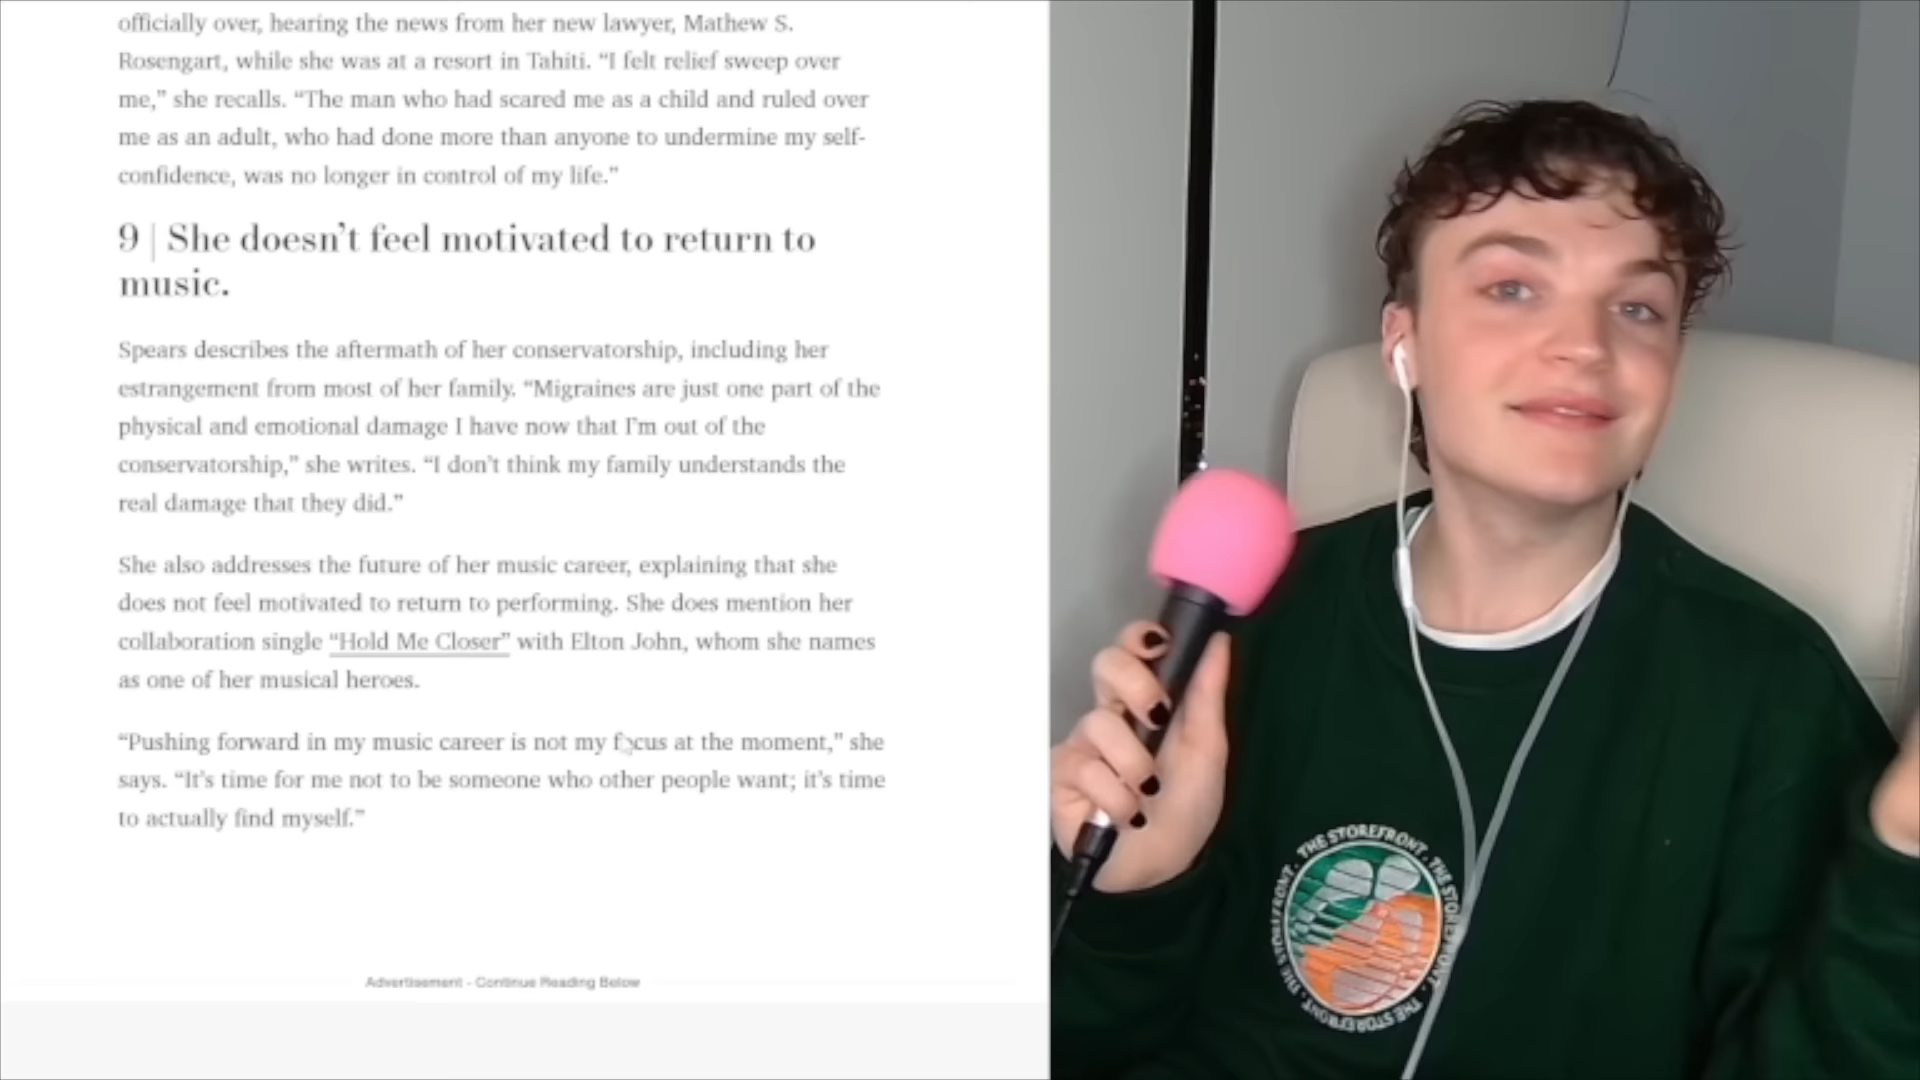 officially over, hearing the news from her new lawyer, Mathew S.
Rosengart, while she was at a resort in Tahiti. “I felt relief sweep over
me,” she recalls. “The man who had scared me as a child and ruled over
me as an adult, who had done more than anyone to undermine my self-
confidence, was no longer in control of my life.”
9 | She doesn’t feel motivated to return to
music.
Spears describes the aftermath of her conservatorship, including her
estrangement from most of her family. “Migraines are just one part of the
physical and emotional damage I have now that I’m out of the
conservatorship,” she writes. “I don’t think my family understands the
real damage that they did.”
She also addresses the future of her music career, explaining that she
does not feel motivated to return to performing. She does mention her
collaboration single “Hold Me Closer” with Elton John, whom she names
as one of her musical heroes.
“Pushing forward in my music career is not my focus at the moment,” she
says. “It’s time for me not to be someone who other people want; it’s time
to actually find myself.”
Advertisement - Continue Reading Below
THE STOREFRONT · THE STOREFRONT · THE STOREFRONT · THE STOREFRONT ·